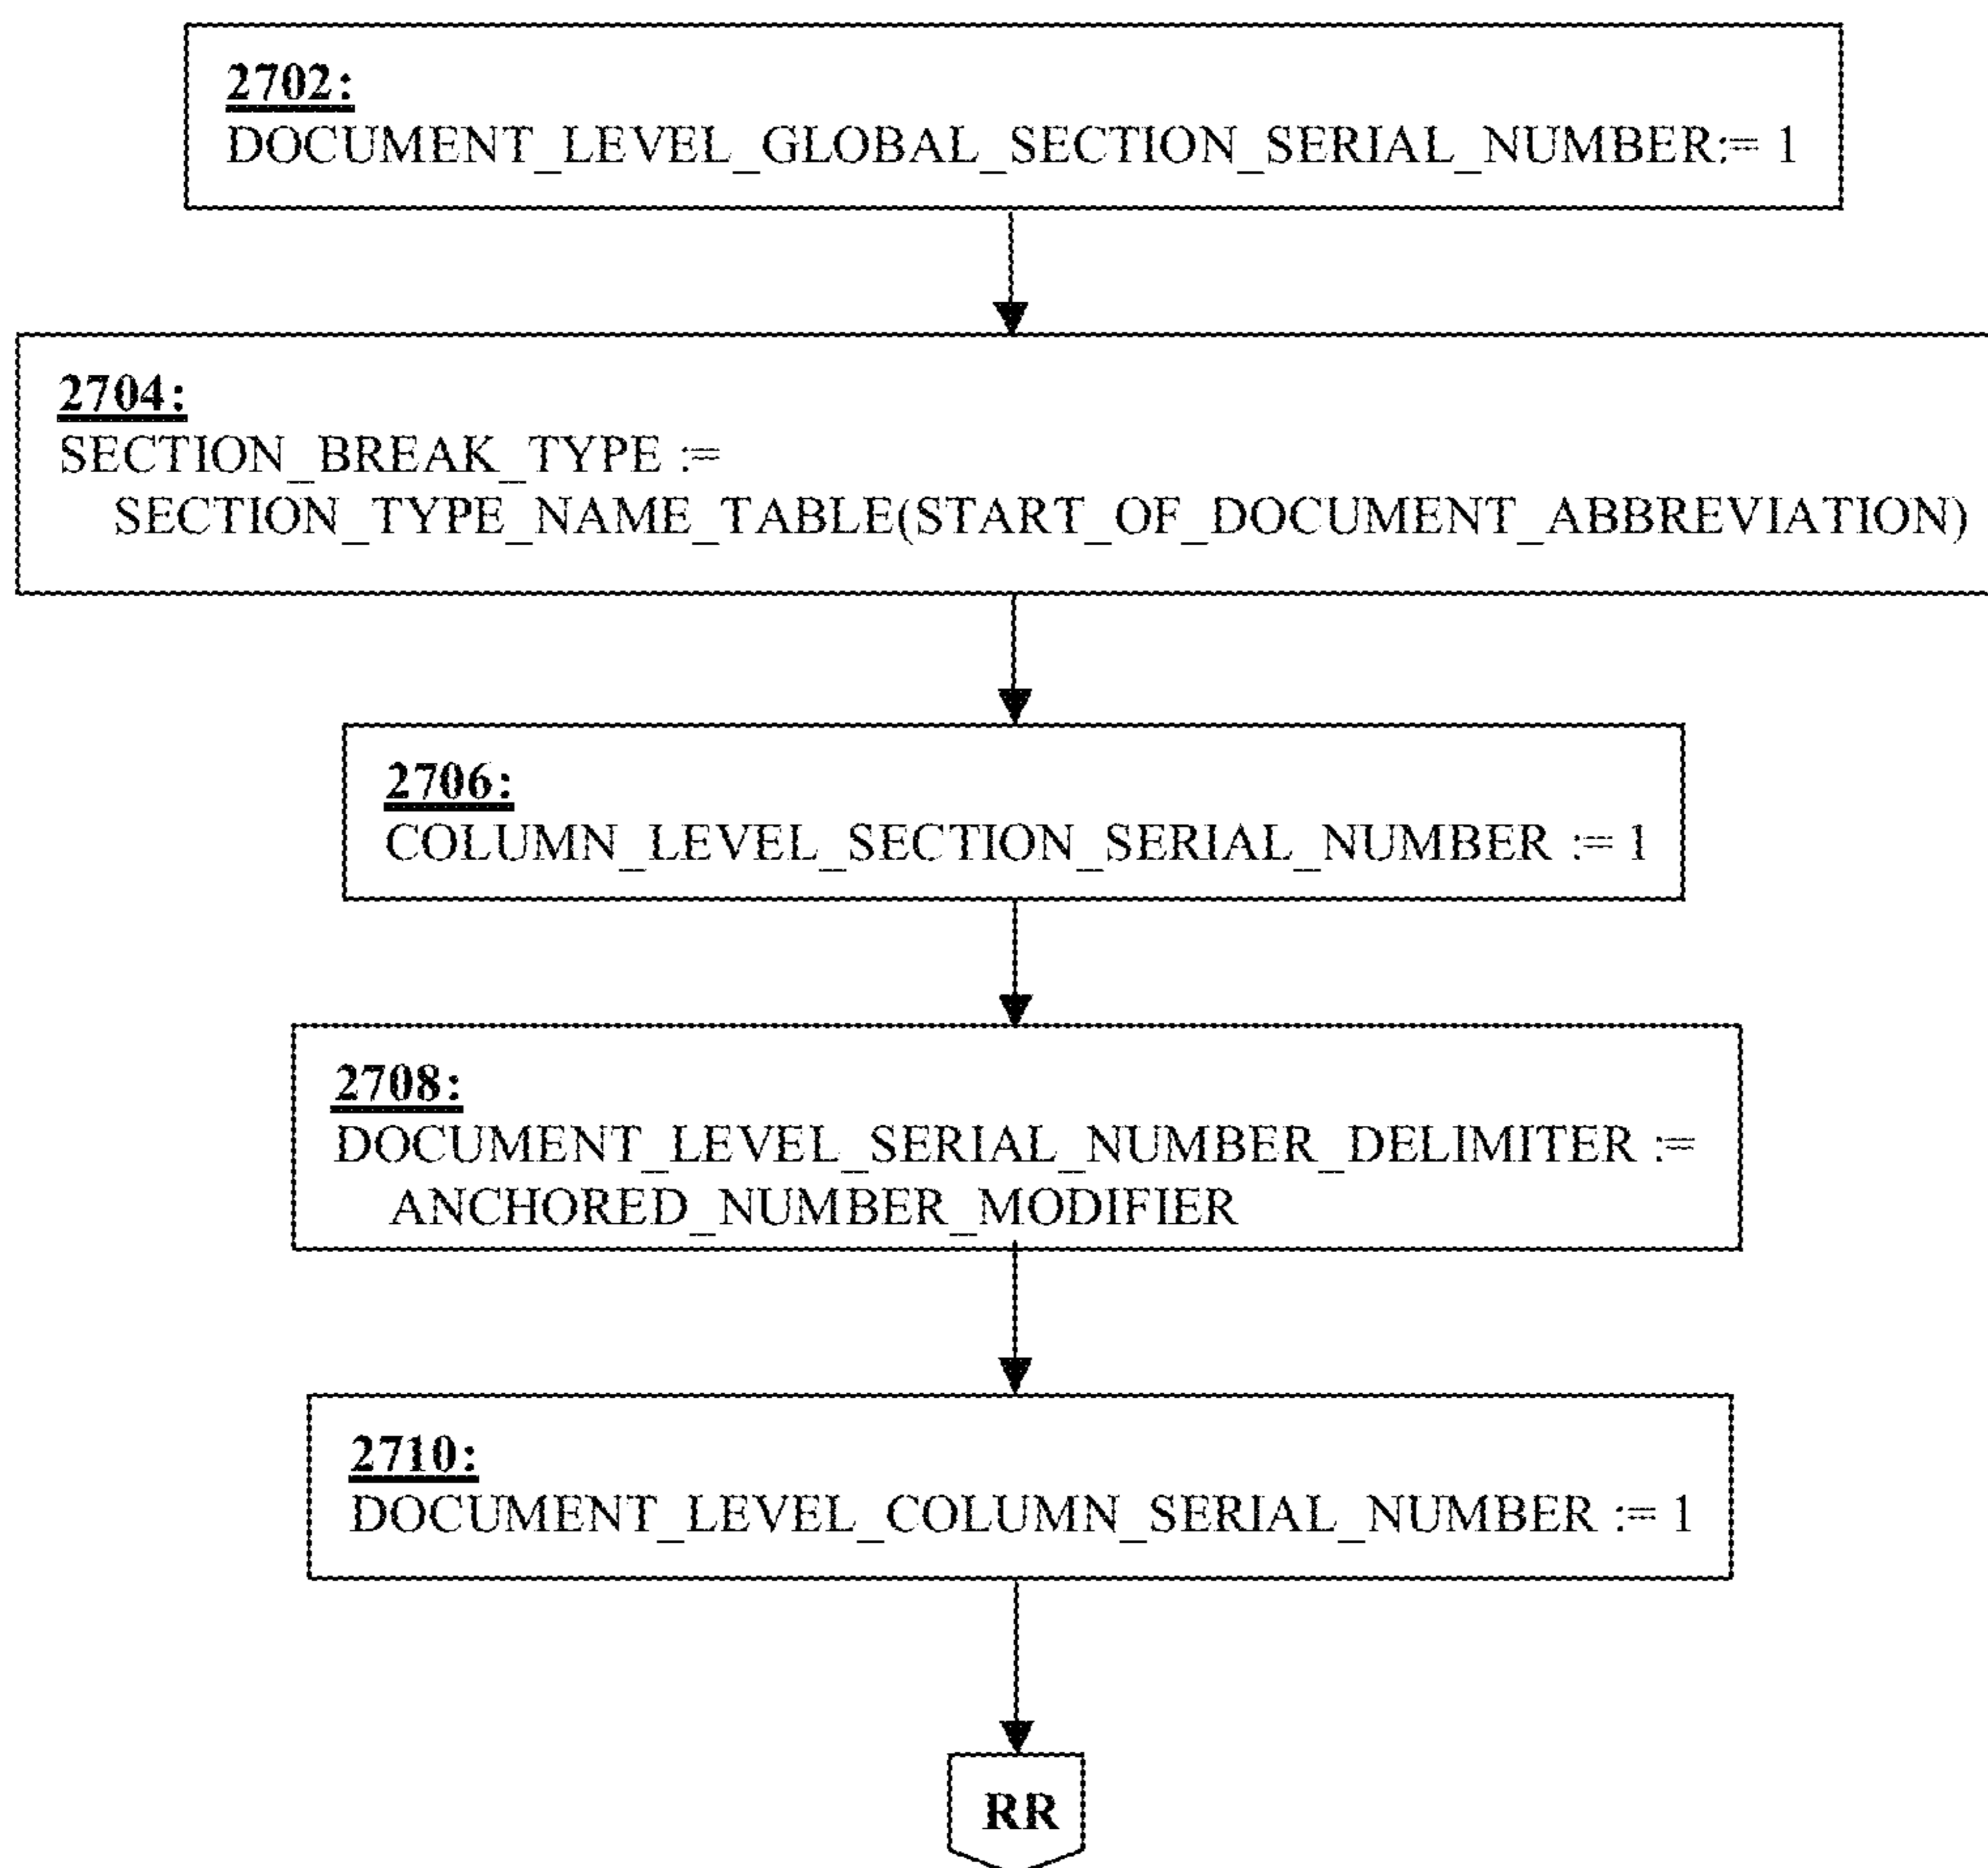 2702:
DOCUMENT_LEVEL_GLOBAL_SECTION_SERIAL_NUMBER:= 1
2704:
SECTION_BREAK_TYPE :=
SECTION_TYPE_NAME_TABLE(START_OF_DOCUMENT_ABBREVIATION)
2706:
COLUMN_LEVEL_SECTION_SERIAL_NUMBER := 1
2708:
DOCUMENT_LEVEL_SERIAL_NUMBER_DELIMITER :=
ANCHORED_NUMBER_MODIFIER
2710:
DOCUMENT_LEVEL_COLUMN_SERIAL_NUMBER := 1
RR